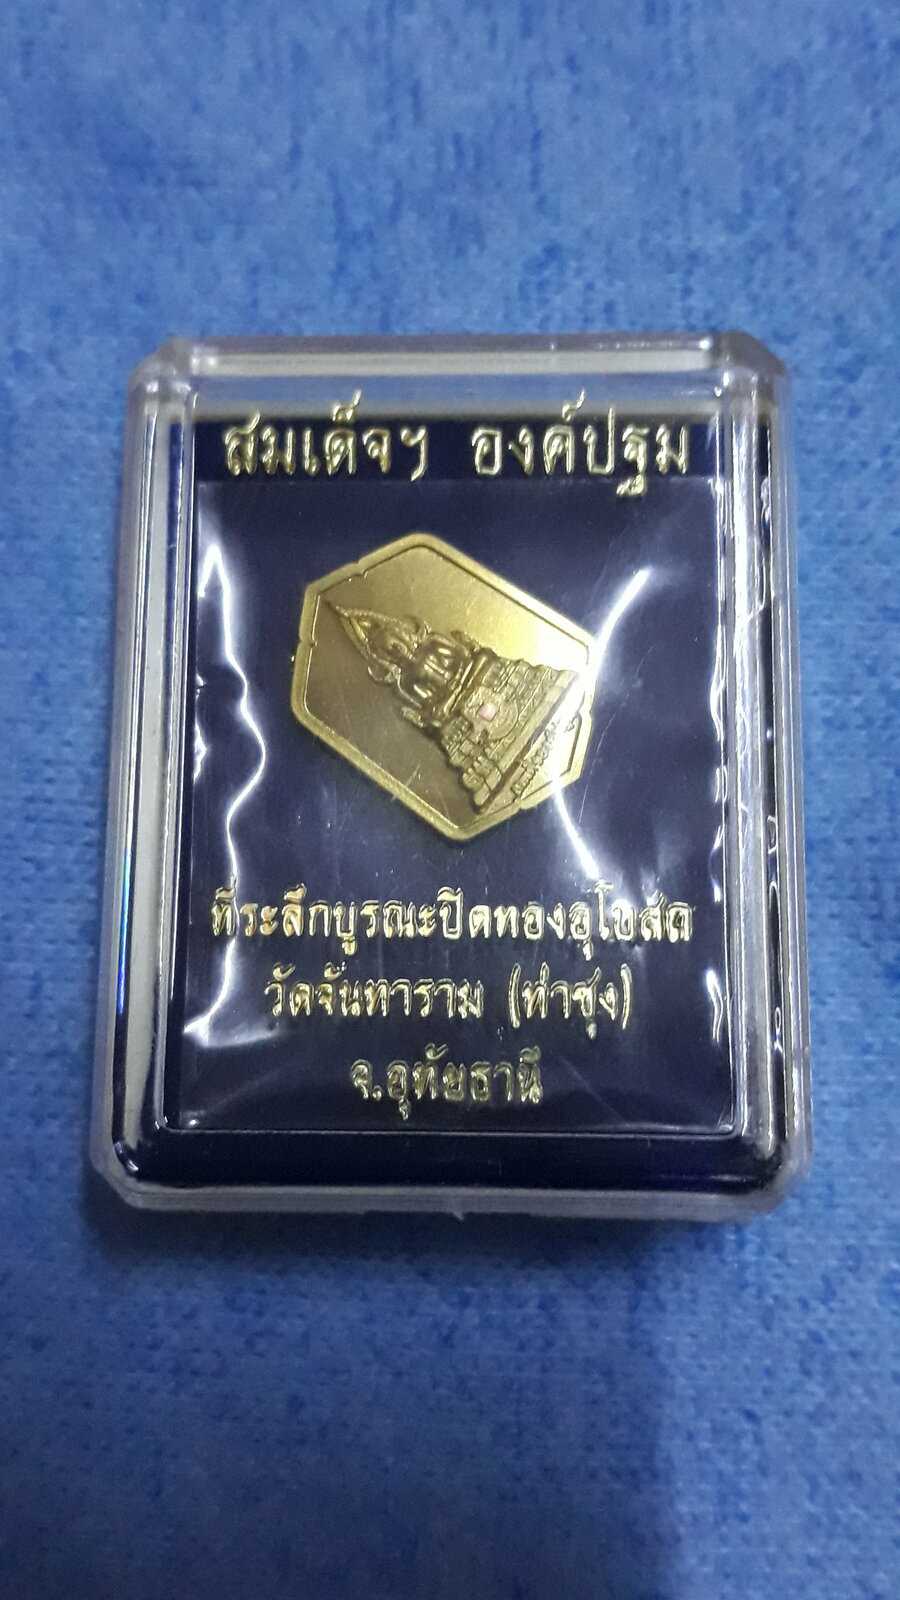 สมเด็จฯ องค์ปฐม
ที่ระลึกบูรณะปิดทองอุโบสถ
วัดจันทาราม (ท่าซุง)
จ.อุทัยธานี